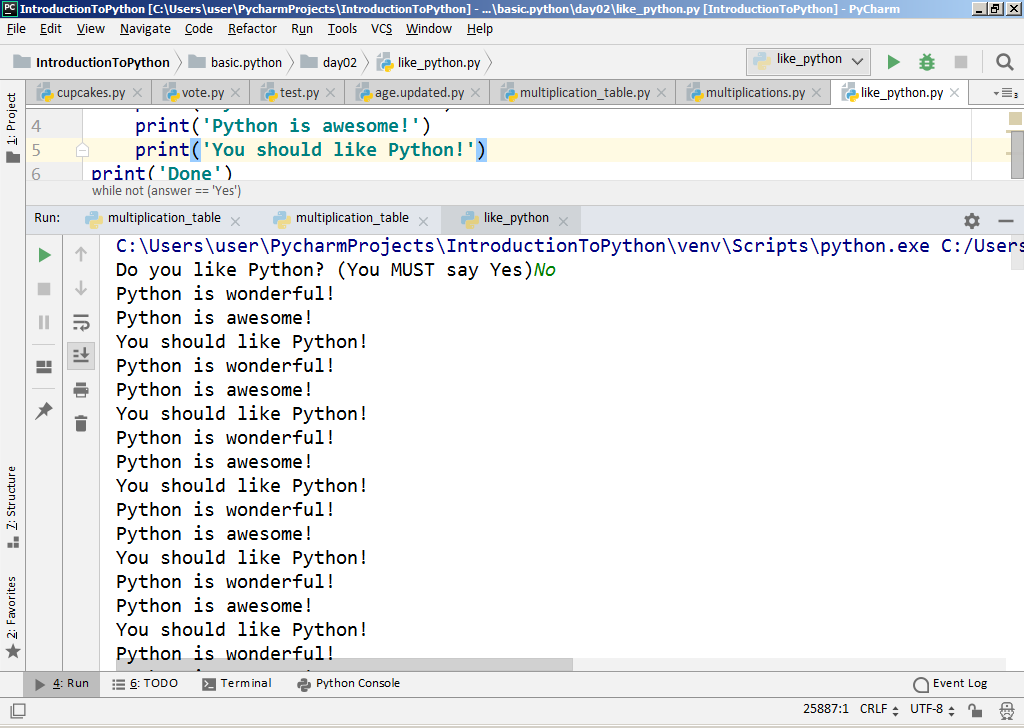 IntroductionToPython [C:\Users\user\PycharmProjects\IntroductionToPython] - ...\basic.python\day02\like_python.py [IntroductionToPython] - PyCharm
File Edit View Navigate Code Refactor Run Tools VCS Window Help
IntroductionToPython basic.python day02 like_python.py like_python
cupcakes.py vote.py test.py age.updated.py multiplication_table.py multiplications.py like_python.py
1: Project
4 print('Python is awesome!')
5 print('You should like Python!')
6 print('Done')
while not (answer == 'Yes')
Run: multiplication_table multiplication_table like_python
C:\Users\user\PycharmProjects\IntroductionToPython\venv\Scripts\python.exe C:/Users
Do you like Python? (You MUST say Yes)No
Python is wonderful!
Python is awesome!
You should like Python!
Python is wonderful!
Python is awesome!
You should like Python!
Python is wonderful!
Python is awesome!
You should like Python!
Python is wonderful!
Python is awesome!
You should like Python!
Python is wonderful!
Python is awesome!
You should like Python!
Python is wonderful!
7: Structure
2: Favorites
4: Run 6: TODO Terminal Python Console Event Log
25887:1 CRLF UTF-8